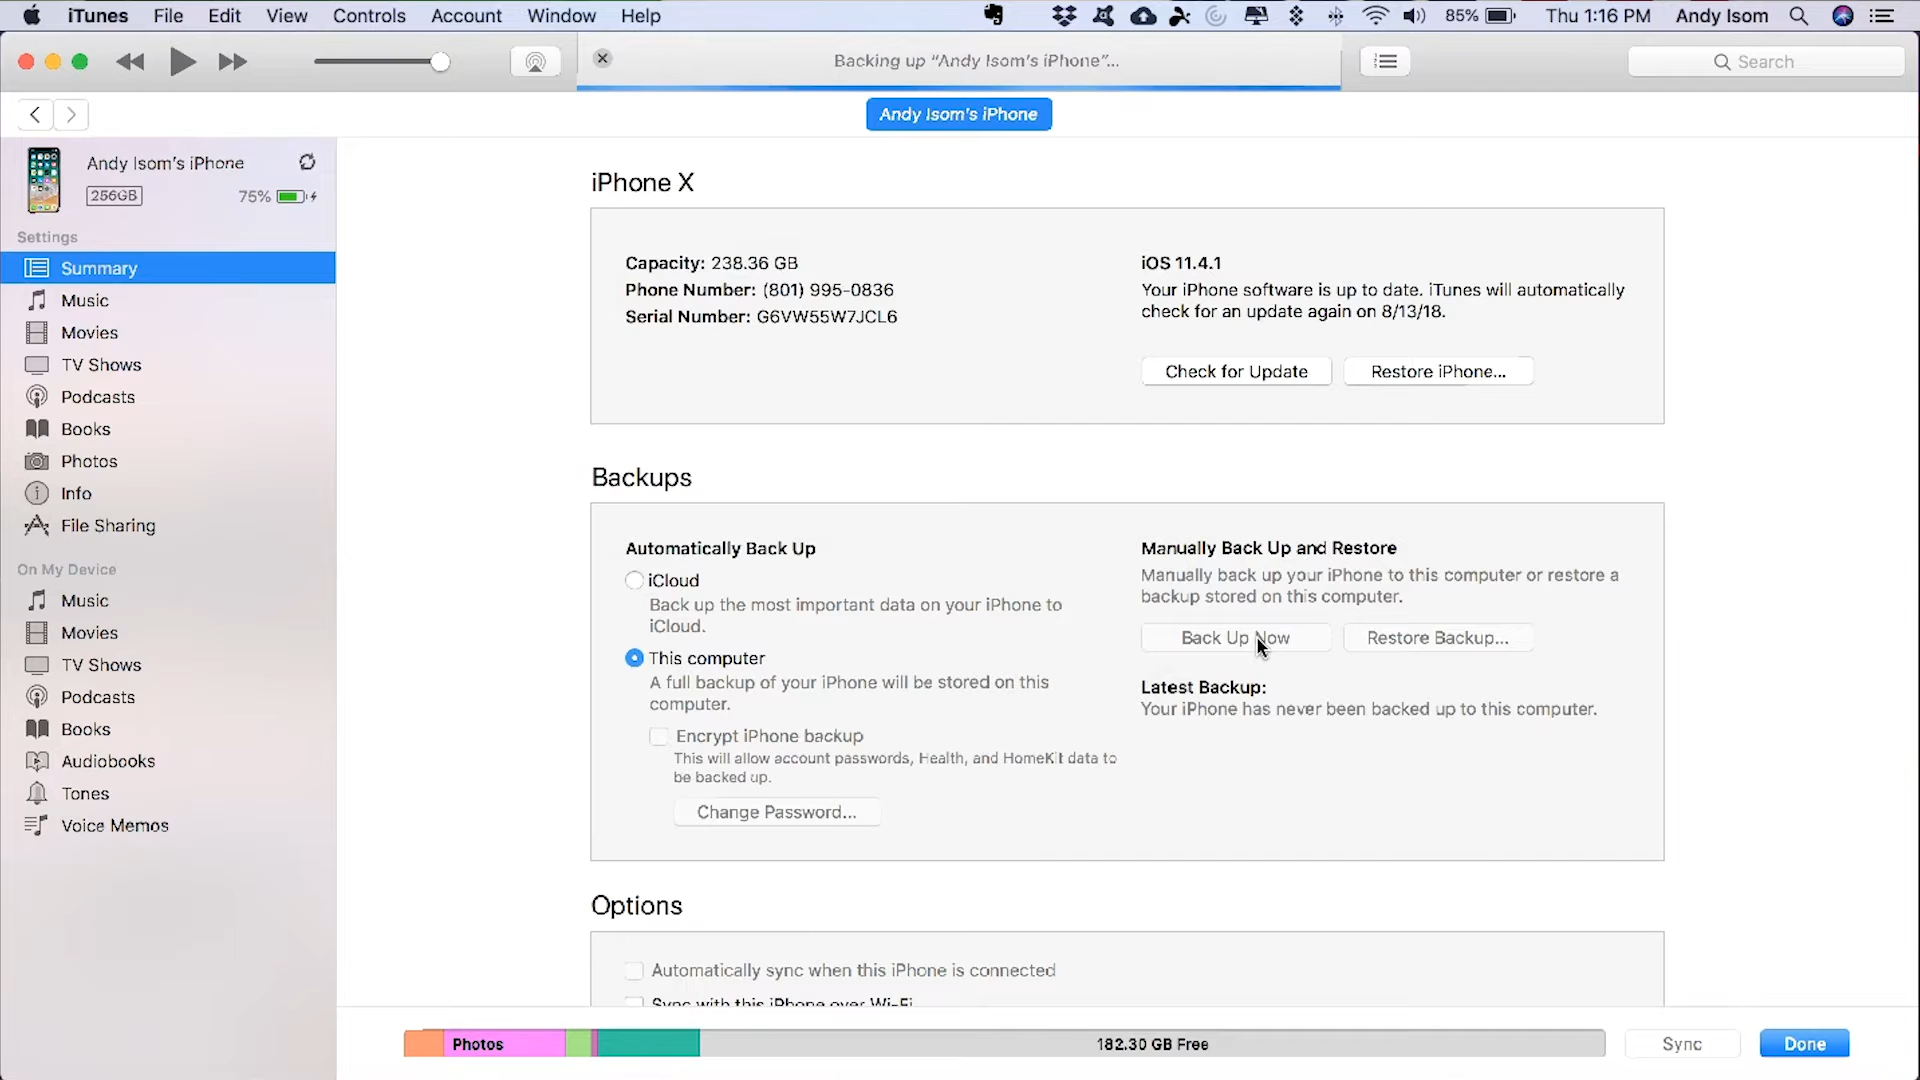 iTunes File Edit View Controls Account Window Help 85% Thu 1:16 PM Andy Isom
Backing up “Andy Isom’s iPhone”...
Search
Andy Isom’s iPhone
Andy Isom’s iPhone
256GB 75%
Settings
Summary
Music
Movies
TV Shows
Podcasts
Books
Photos
Info
File Sharing
On My Device
Music
Movies
TV Shows
Podcasts
Books
Audiobooks
Tones
Voice Memos
iPhone X
Capacity: 238.36 GB
Phone Number: (801) 995-0836
Serial Number: G6VW55W7JCL6
iOS 11.4.1
Your iPhone software is up to date. iTunes will automatically
check for an update again on 8/13/18.
Check for Update Restore iPhone...
Backups
Automatically Back Up
iCloud
Back up the most important data on your iPhone to
iCloud.
This computer
A full backup of your iPhone will be stored on this
computer.
Encrypt iPhone backup
This will allow account passwords, Health, and HomeKit data to
be backed up.
Change Password...
Manually Back Up and Restore
Manually back up your iPhone to this computer or restore a
backup stored on this computer.
Back Up Now Restore Backup...
Latest Backup:
Your iPhone has never been backed up to this computer.
Options
Automatically sync when this iPhone is connected
Sync with this iPhone over Wi-Fi
Photos 182.30 GB Free Sync Done